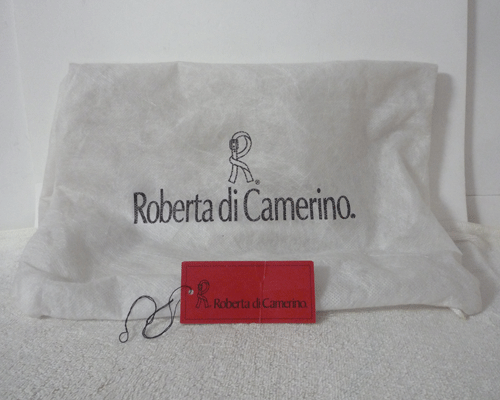 R®
Roberta di Camerino.
R Roberta di Camerino.